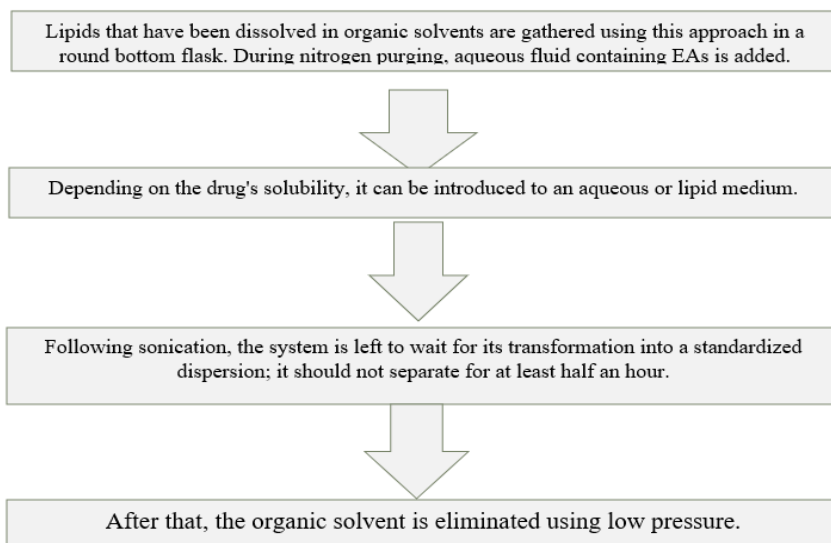 Lipids that have been dissolved in organic solvents are gathered using this approach in a
round bottom flask. During nitrogen purging, aqueous fluid containing EAs is added.
Depending on the drug's solubility, it can be introduced to an aqueous or lipid medium.
Following sonication, the system is left to wait for its transformation into a standardized
dispersion; it should not separate for at least half an hour.
After that, the organic solvent is eliminated using low pressure.